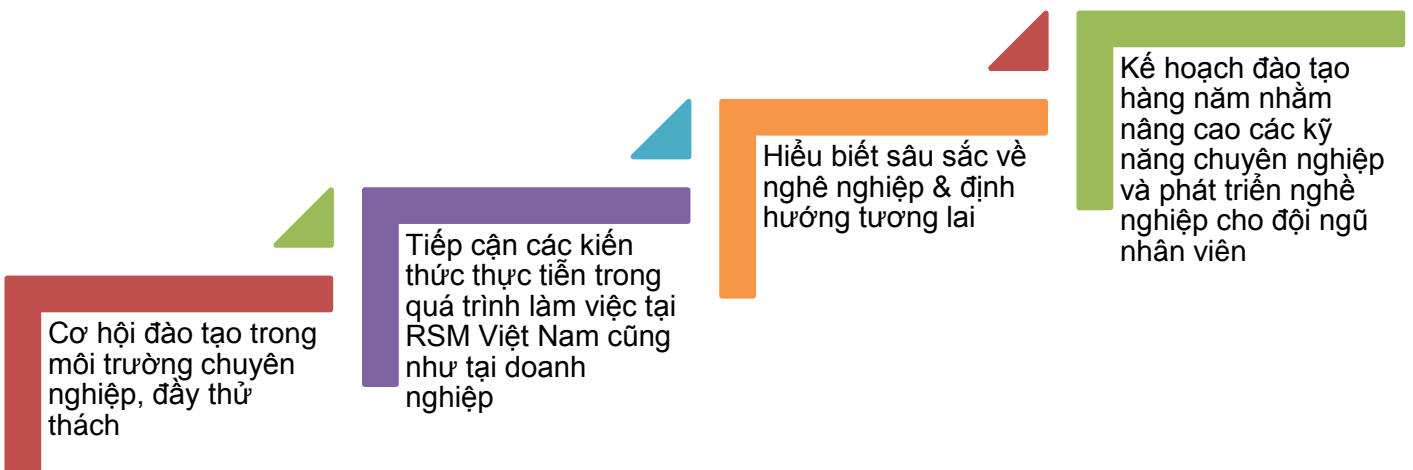 Cơ hội đào tạo trong
môi trường chuyên
nghiệp, đầy thử
thách
Tiếp cận các kiến
thức thực tiễn trong
quá trình làm việc tại
RSM Việt Nam cũng
như tại doanh
nghiệp
Hiểu biết sâu sắc về
nghê nghiệp & định
hướng tương lai
Kế hoạch đào tạo
hàng năm nhằm
nâng cao các kỹ
năng chuyên nghiệp
và phát triển nghề
nghiệp cho đội ngũ
nhân viên